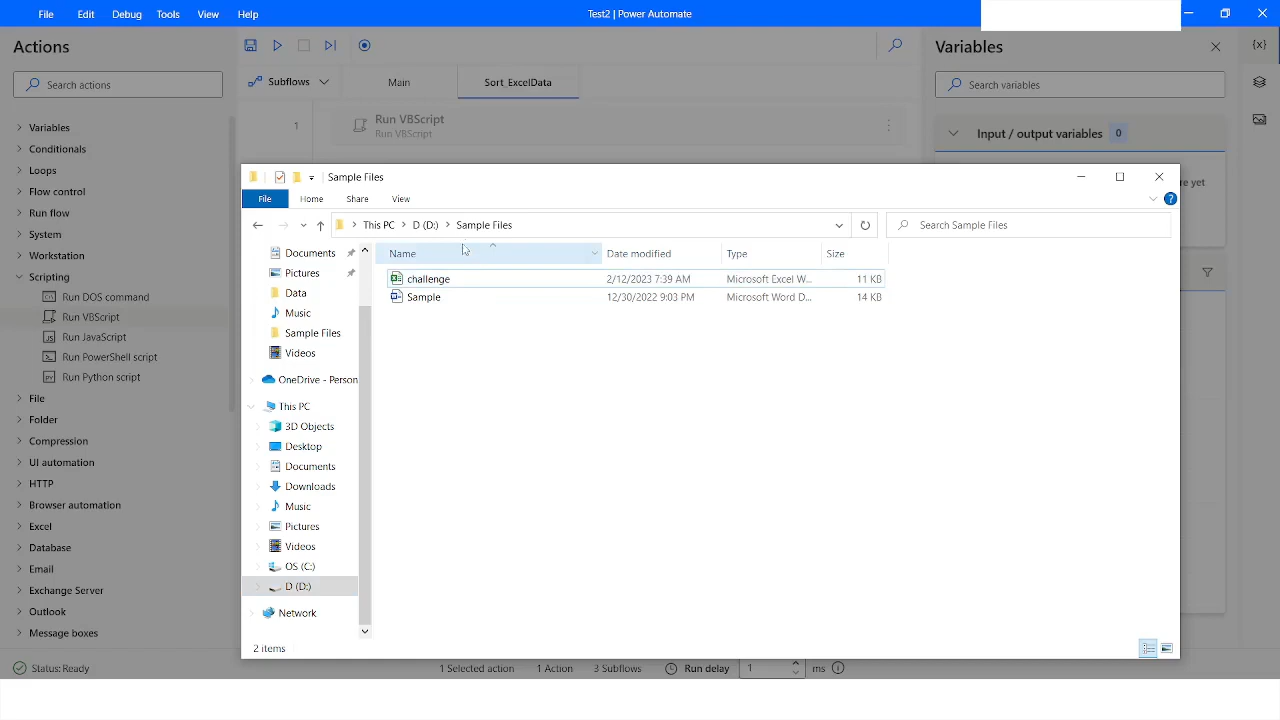 File Edit Debug Tools View Help Test2 | Power Automate
Actions
Search actions
Variables
Conditionals
Loops
Flow control
Run flow
System
Workstation
Scripting
Run DOS command
Run VBScript
Run JavaScript
Run PowerShell script
Run Python script
File
Folder
Compression
UI automation
HTTP
Browser automation
Excel
Database
Email
Exchange Server
Outlook
Message boxes
Subflows Main Sort_ExcelData
1 Run VBScript
Run VBScript
Variables {x}
Search variables
Input / output variables 0
re yet
Sample Files
File Home Share View
This PC > D (D:) > Sample Files
Search Sample Files
Documents
Pictures
Data
Music
Sample Files
Videos
OneDrive - Person
This PC
3D Objects
Desktop
Documents
Downloads
Music
Pictures
Videos
OS (C:)
D (D:)
Network
Name Date modified Type Size
challenge 2/12/2023 7:39 AM Microsoft Excel W... 11 KB
Sample 12/30/2022 9:03 PM Microsoft Word D... 14 KB
2 items
Status: Ready 1 Selected action 1 Action 3 Subflows Run delay 1 ms